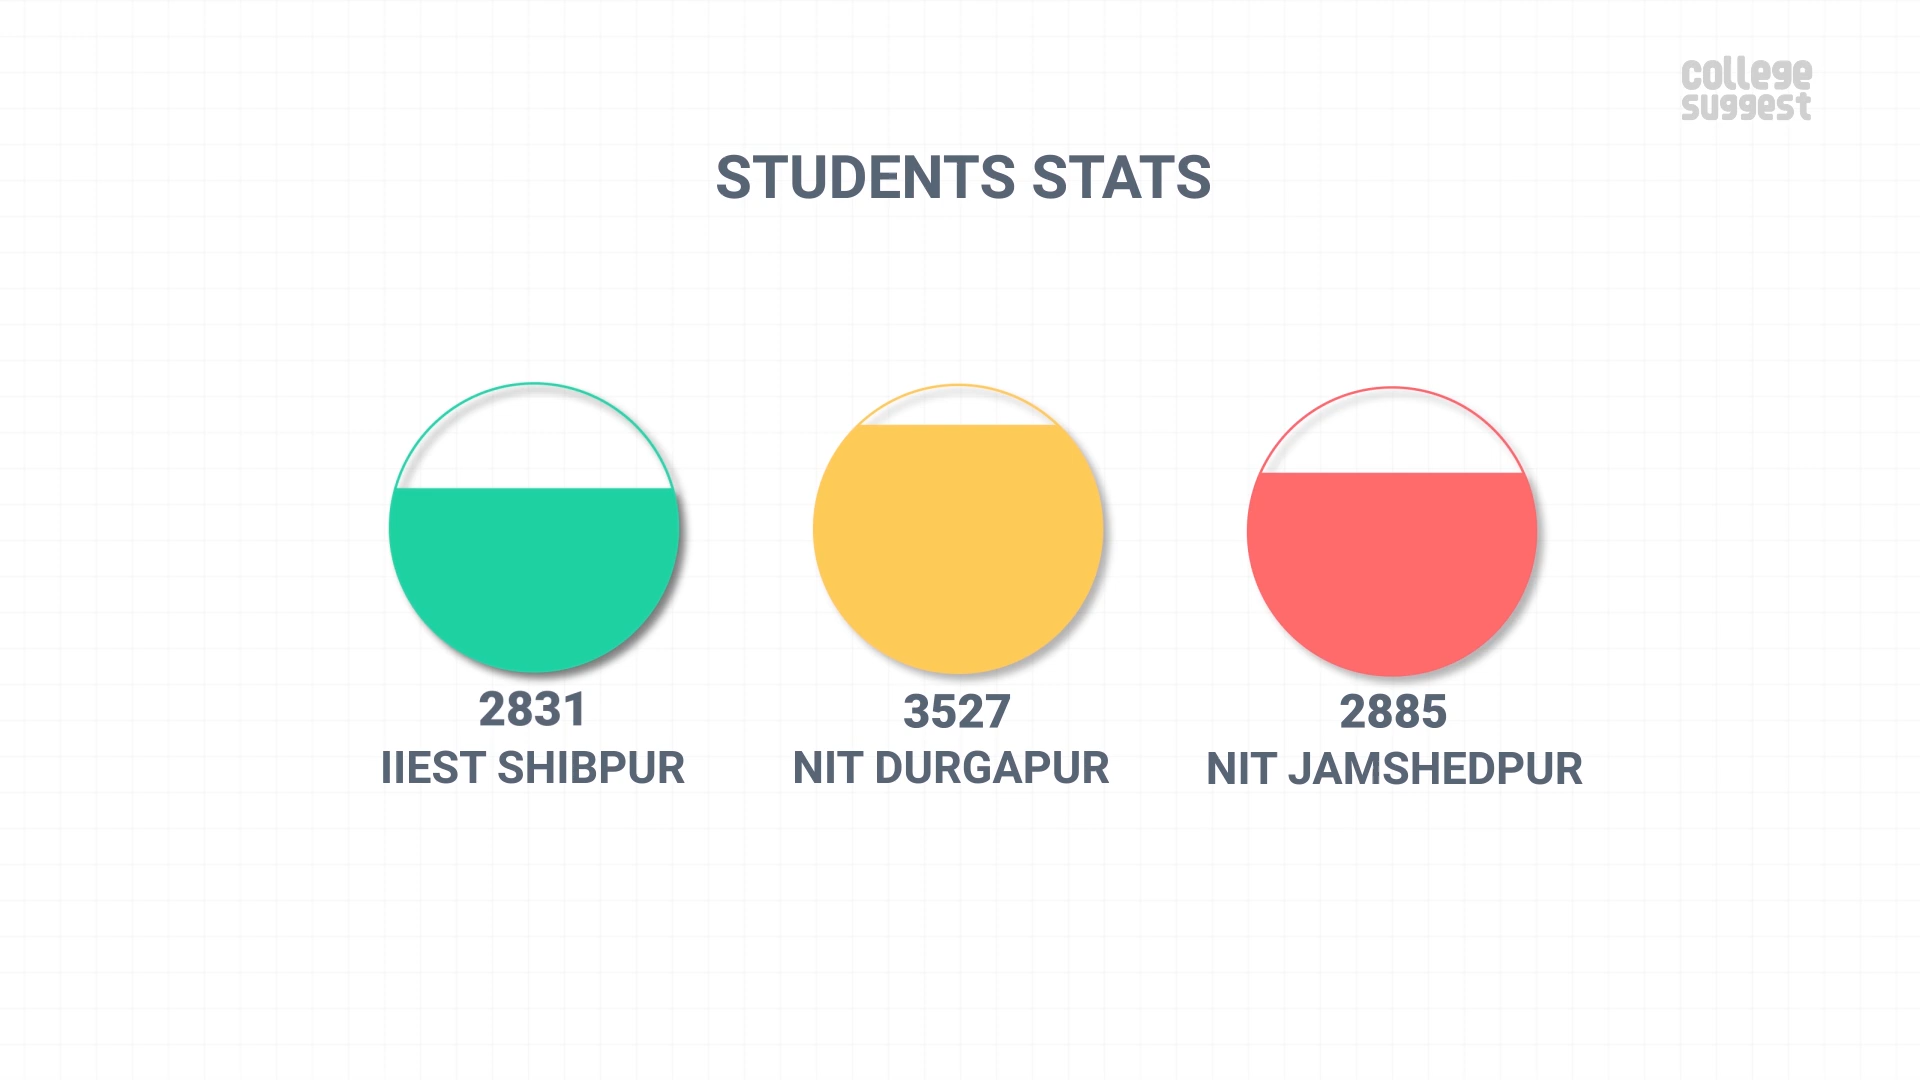 college
suggest
STUDENTS STATS
2831
IIEST SHIBPUR
3527
NIT DURGAPUR
2885
NIT JAMSHEDPUR